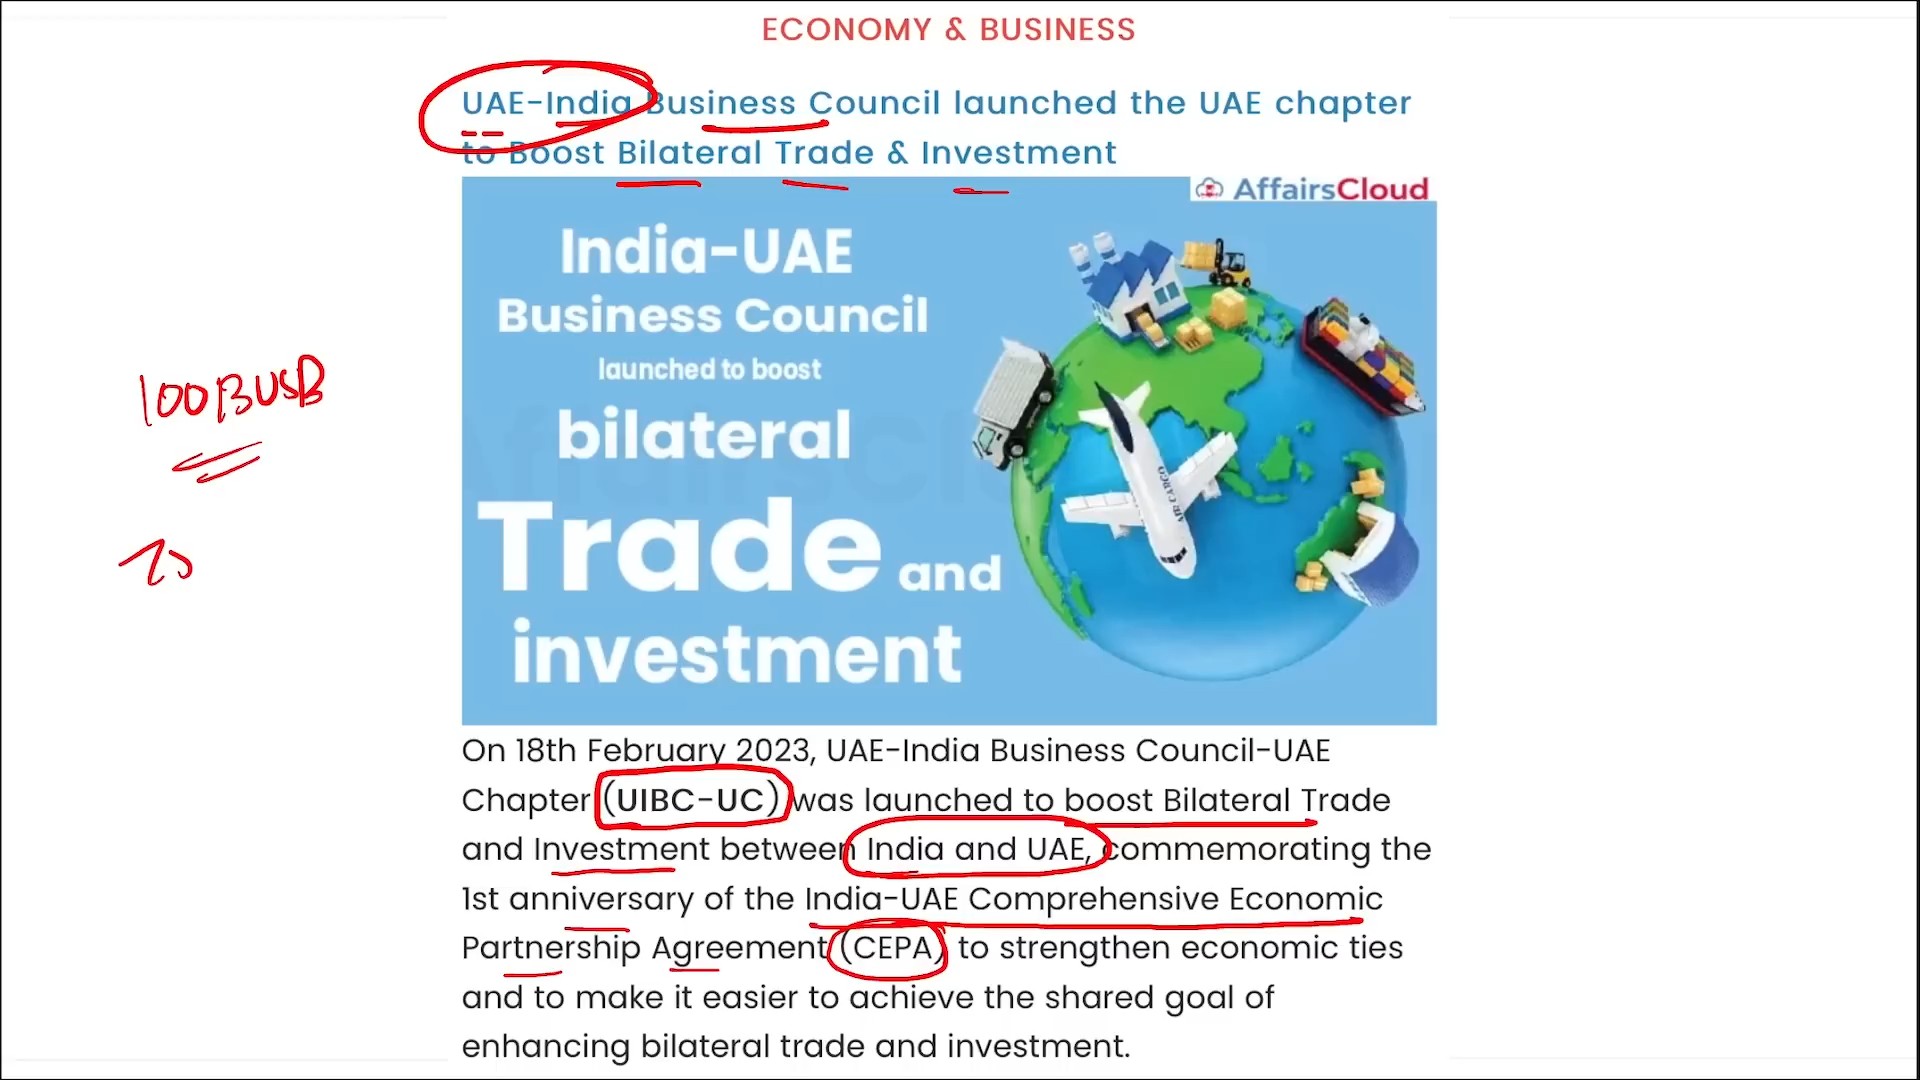 ECONOMY & BUSINESS
UAE-India Business Council launched the UAE chapter
to Boost Bilateral Trade & Investment
AffairsCloud
India-UAE
Business Council
launched to boost
bilateral
Trade and
investment
AIR CARGO
100BUSD
On 18th February 2023, UAE-India Business Council-UAE
Chapter (UIBC-UC) was launched to boost Bilateral Trade
and Investment between India and UAE, commemorating the
1st anniversary of the India-UAE Comprehensive Economic
Partnership Agreement (CEPA) to strengthen economic ties
and to make it easier to achieve the shared goal of
enhancing bilateral trade and investment.